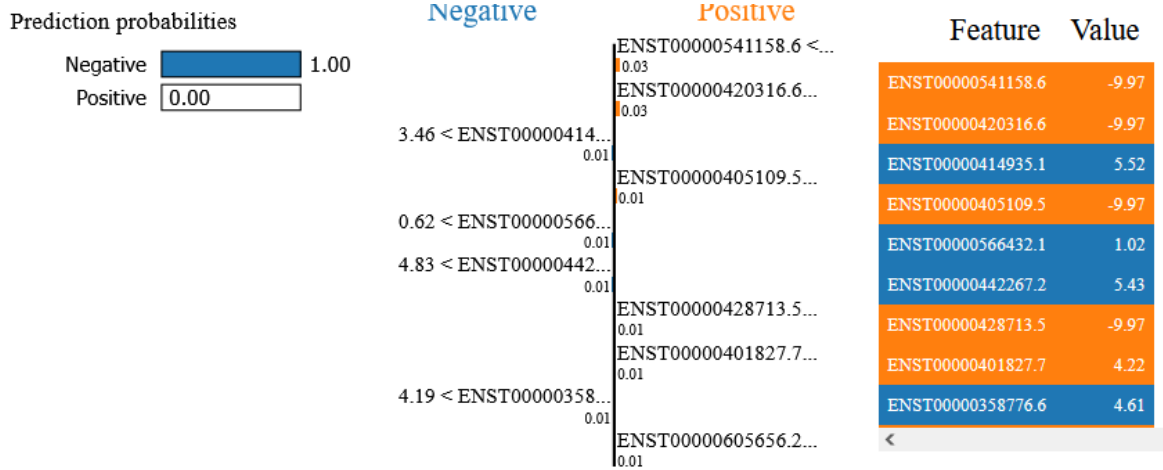 Prediction probabilities
Negative 1.00
Positive 0.00
Negative Positive
ENST00000541158.6 <...
0.03
ENST00000420316.6...
0.03
3.46 < ENST00000414...
0.01
ENST00000405109.5...
0.01
0.62 < ENST00000566...
0.01
4.83 < ENST00000442...
0.01
ENST00000428713.5...
0.01
ENST00000401827.7...
0.01
4.19 < ENST00000358...
0.01
ENST00000605656.2...
0.01
Feature Value
ENST00000541158.6 -9.97
ENST00000420316.6 -9.97
ENST00000414935.1 5.52
ENST00000405109.5 -9.97
ENST00000566432.1 1.02
ENST00000442267.2 5.43
ENST00000428713.5 -9.97
ENST00000401827.7 4.22
ENST00000358776.6 4.61